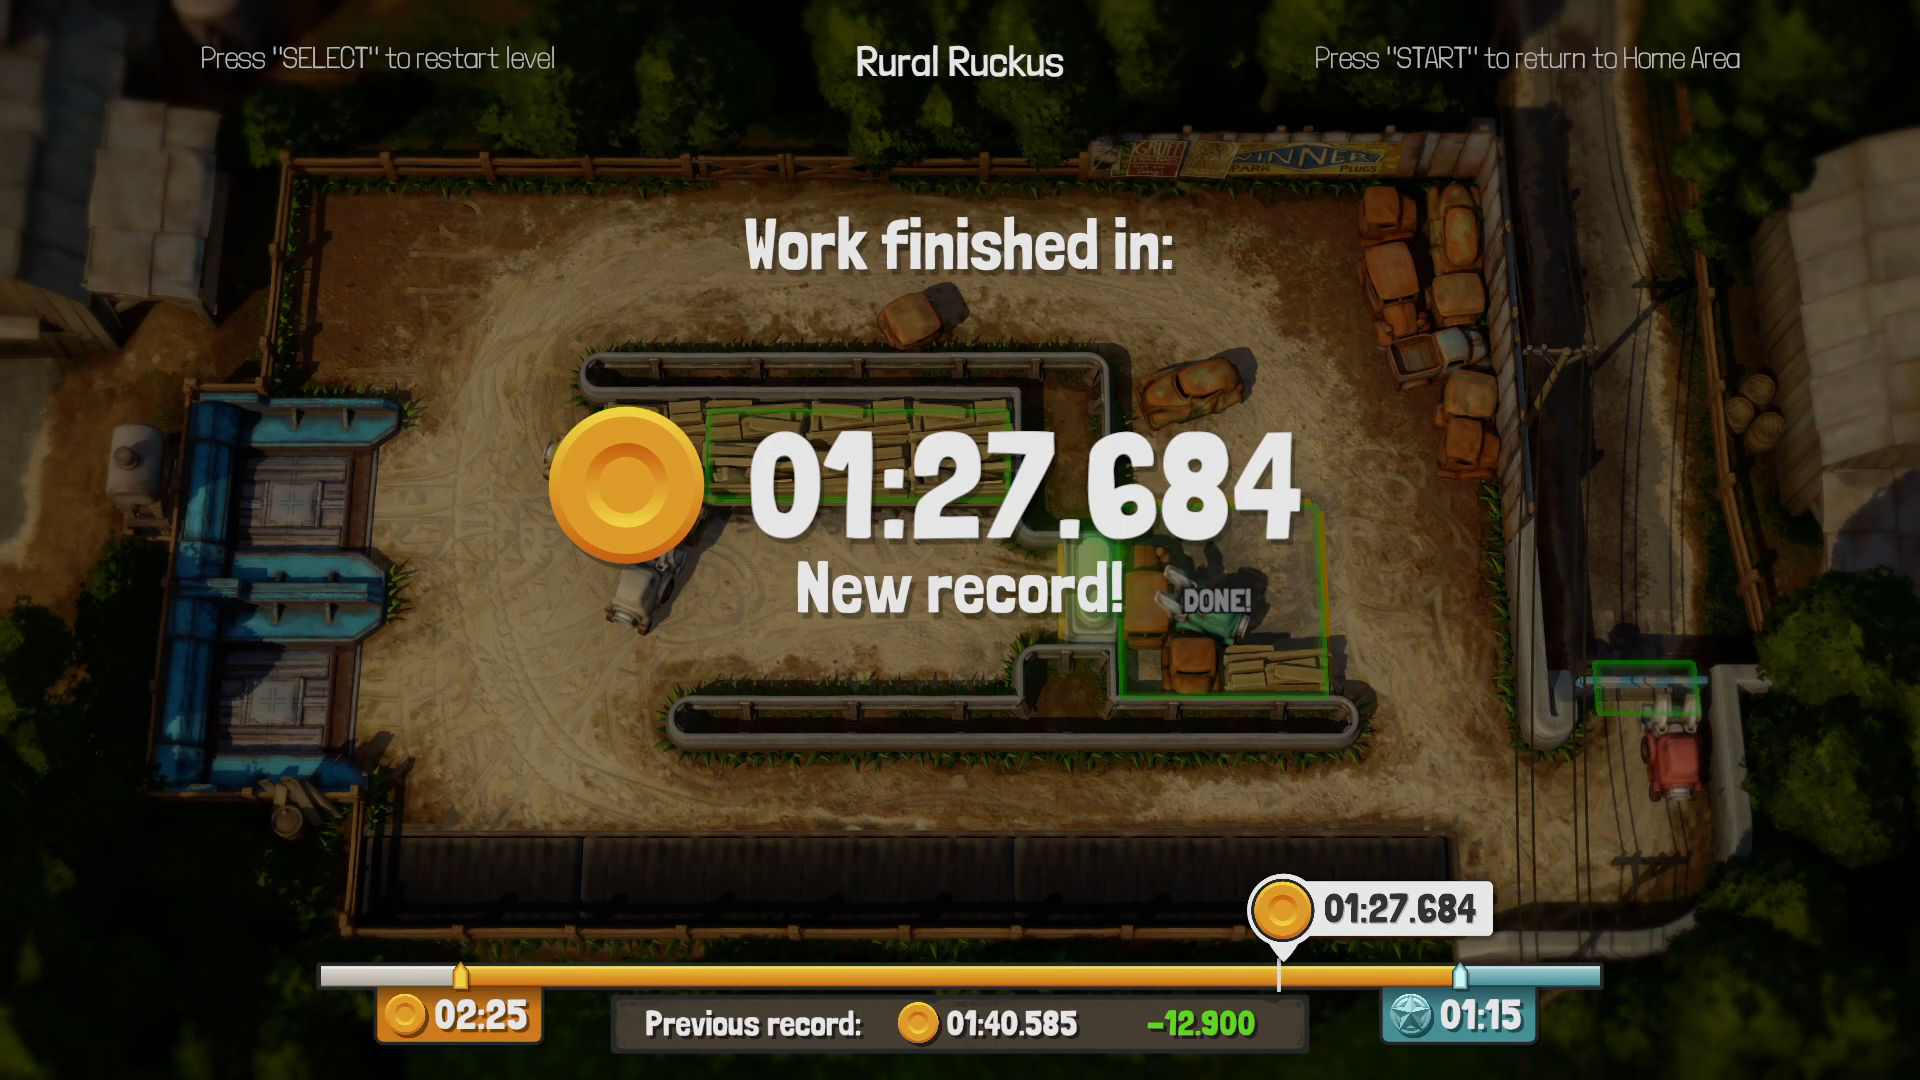 Press "SELECT" to restart level
Rural Ruckus
Press "START" to return to Home Area
GRUFF
WINNER
PARK PLUGS
Work finished in:
01:27.684
New record!
DONE!
01:27.684
02:25
Previous record: 01:40.585 -12.900
01:15